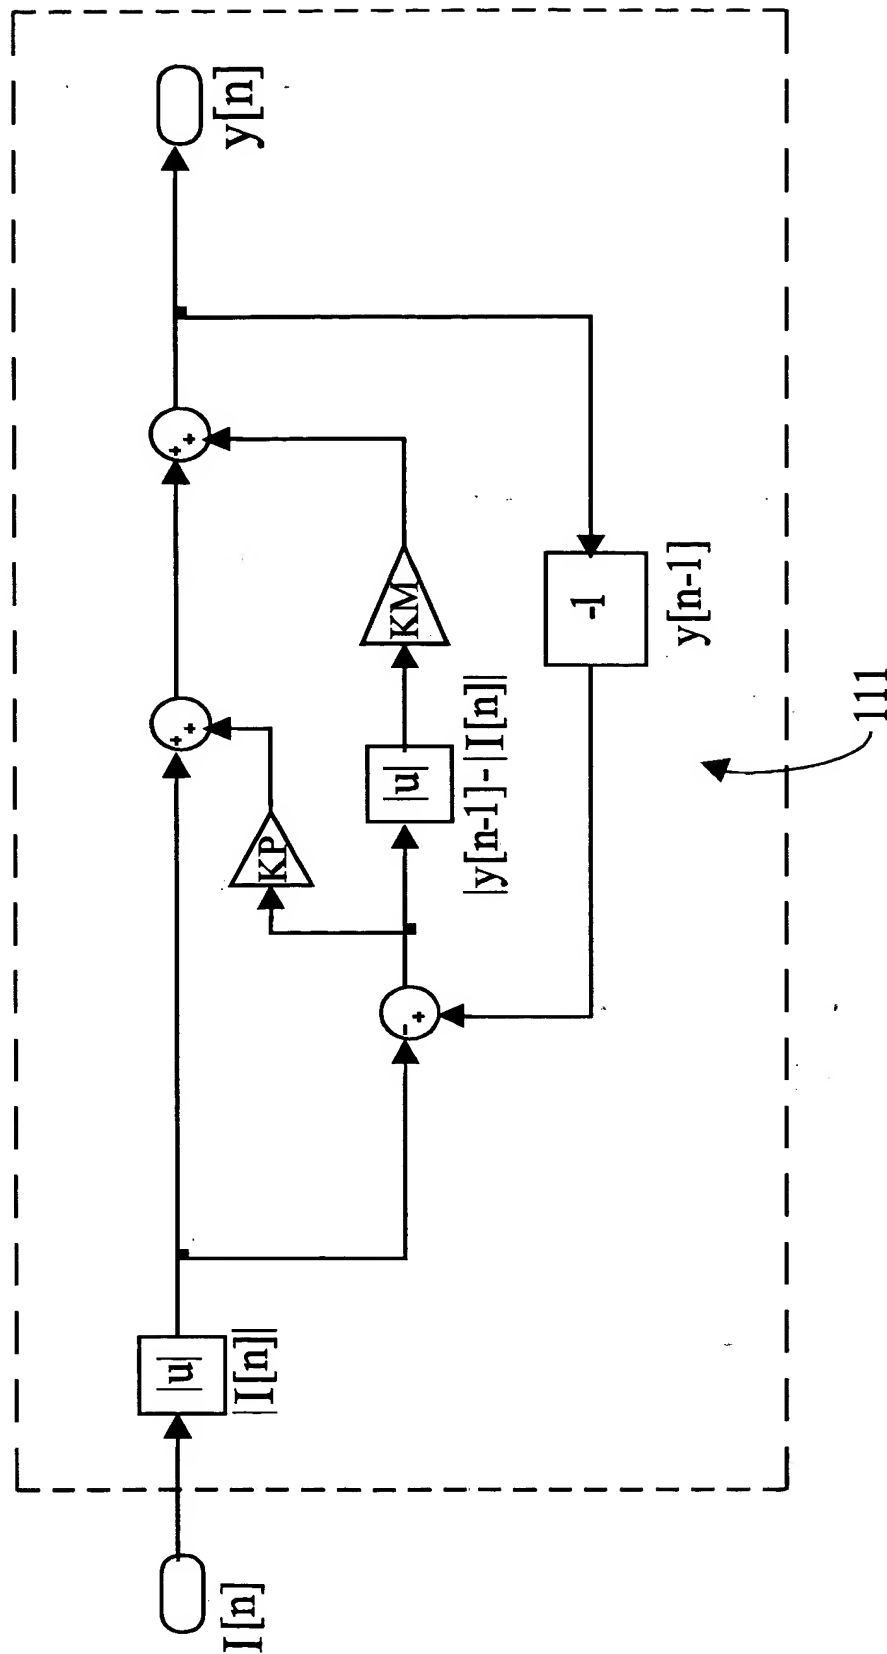 I[n]
|u|
|I[n]|
- +
KP
+ +
|u|
|y[n-1]-|I[n]|
KM
+ +
-1
y[n-1]
y[n]
111